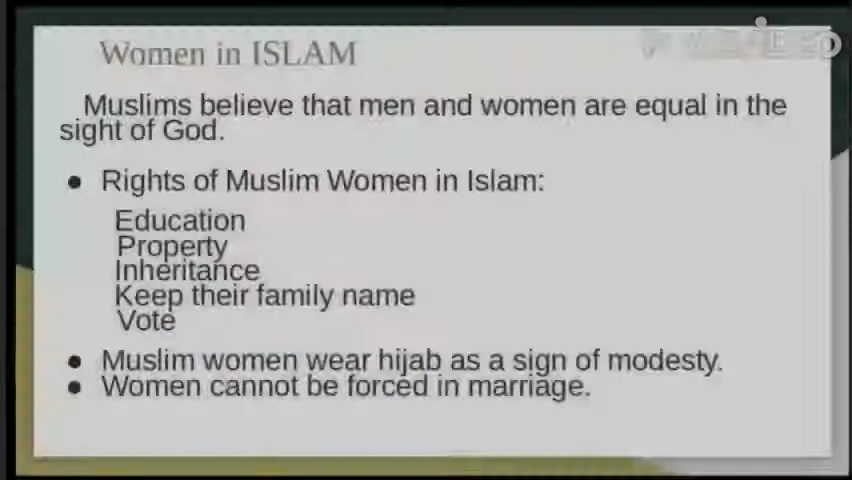 Women in ISLAM
Muslims believe that men and women are equal in the
sight of God.
● Rights of Muslim Women in Islam:
Education
Property
Inheritance
Keep their family name
Vote
● Muslim women wear hijab as a sign of modesty.
● Women cannot be forced in marriage.